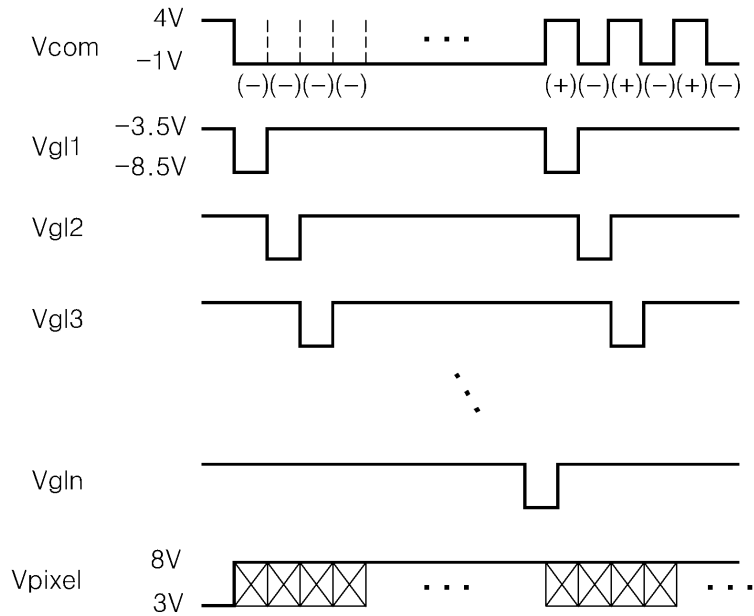 4V
Vcom
−1V
(−)(−)(−)(−) (+)(−)(+)(−)(+)(−)
−3.5V
Vgl1
−8.5V
Vgl2
Vgl3
Vgln
8V
Vpixel
3V